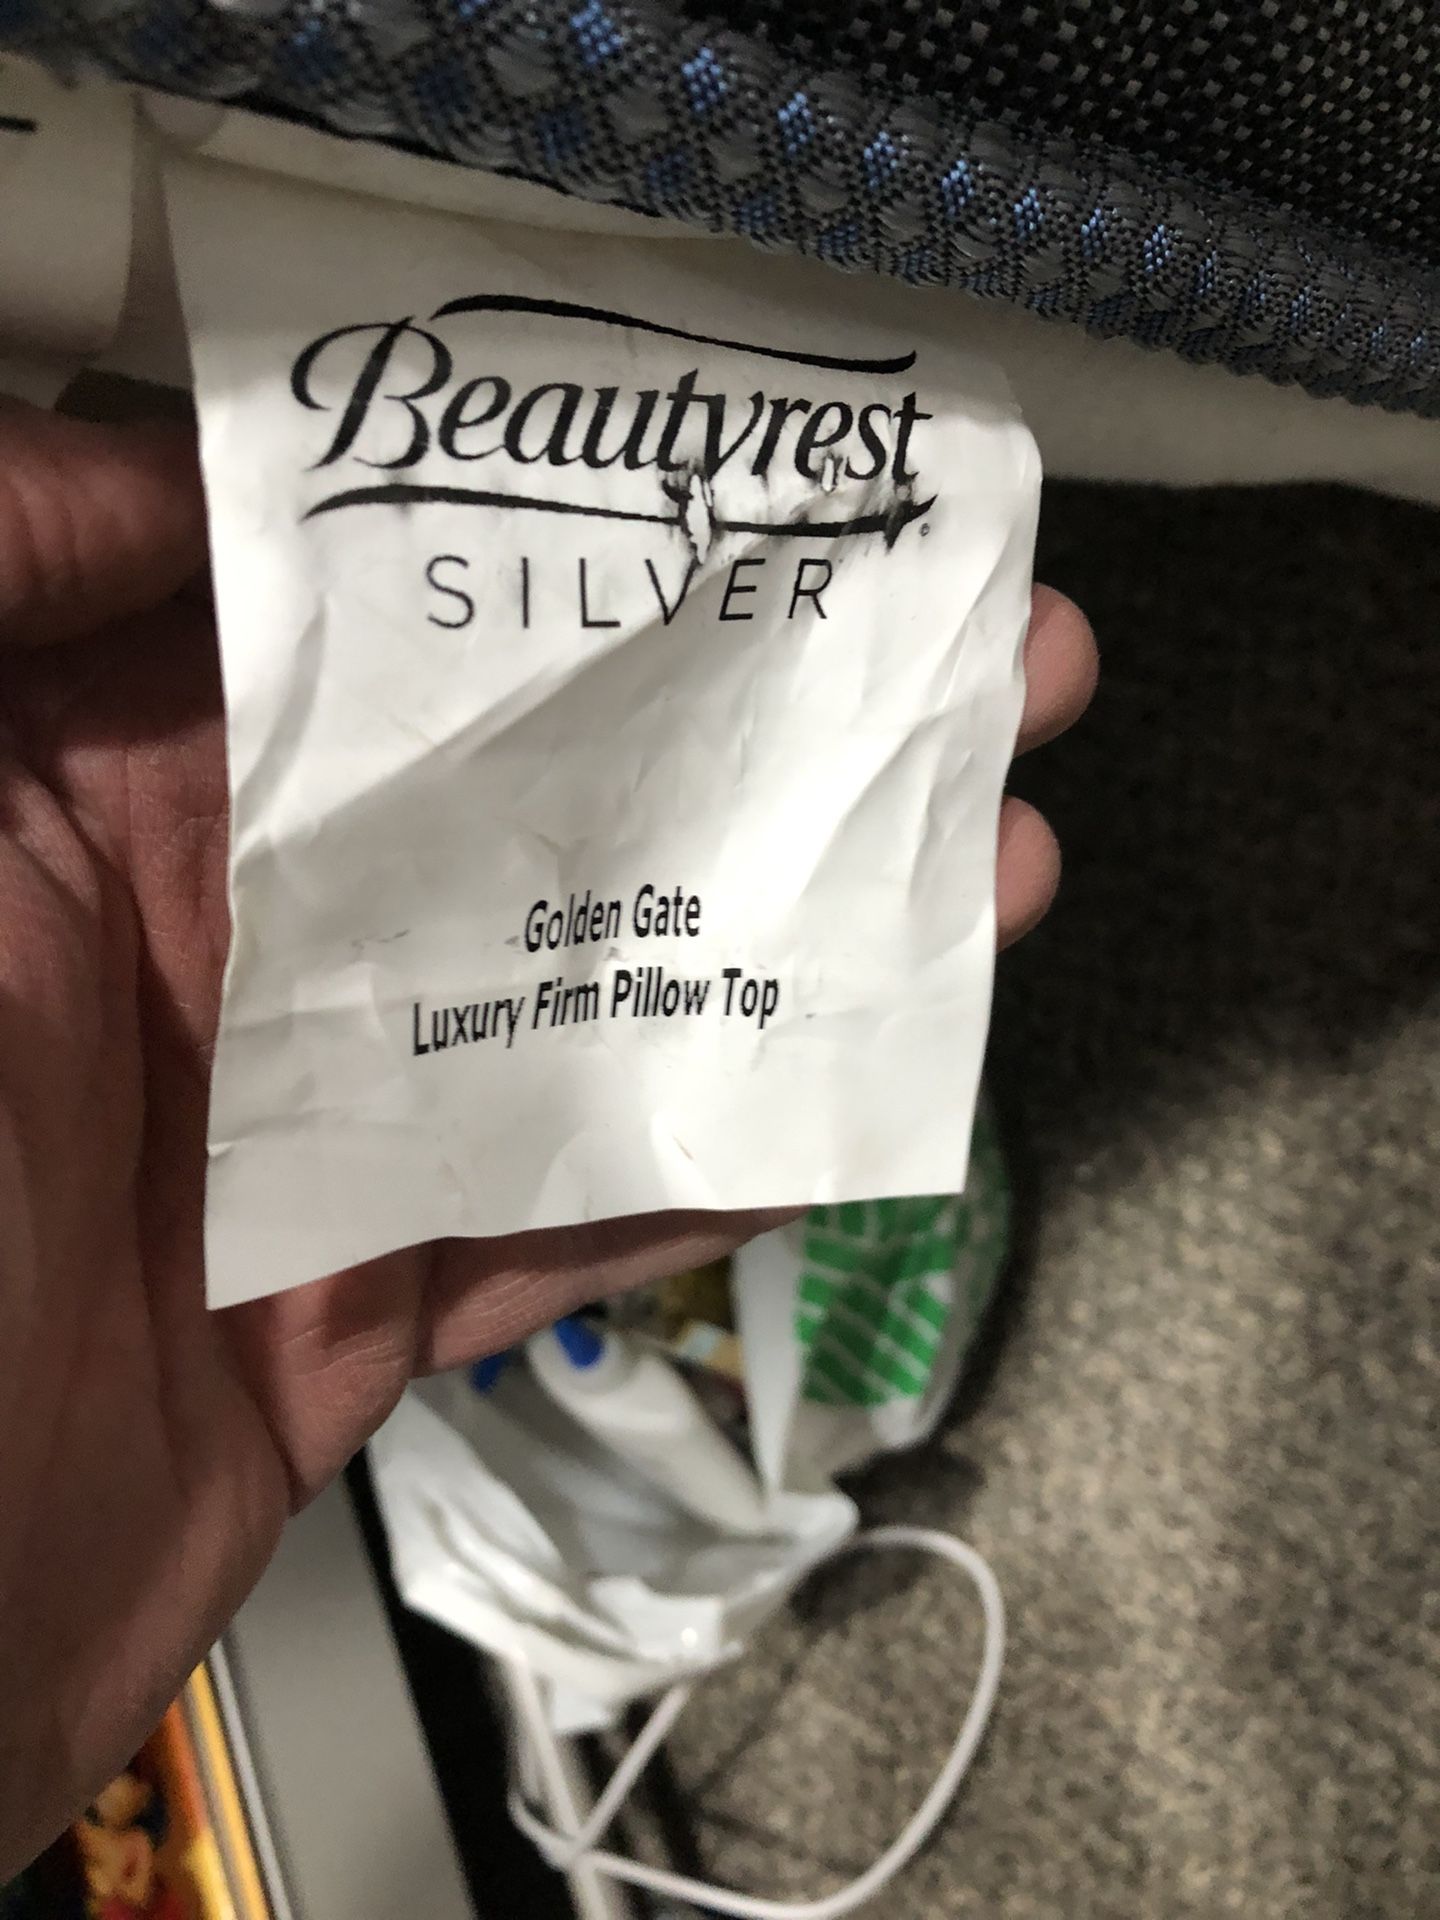 Beautyrest®
SILVER
Golden Gate
Luxury Firm Pillow Top